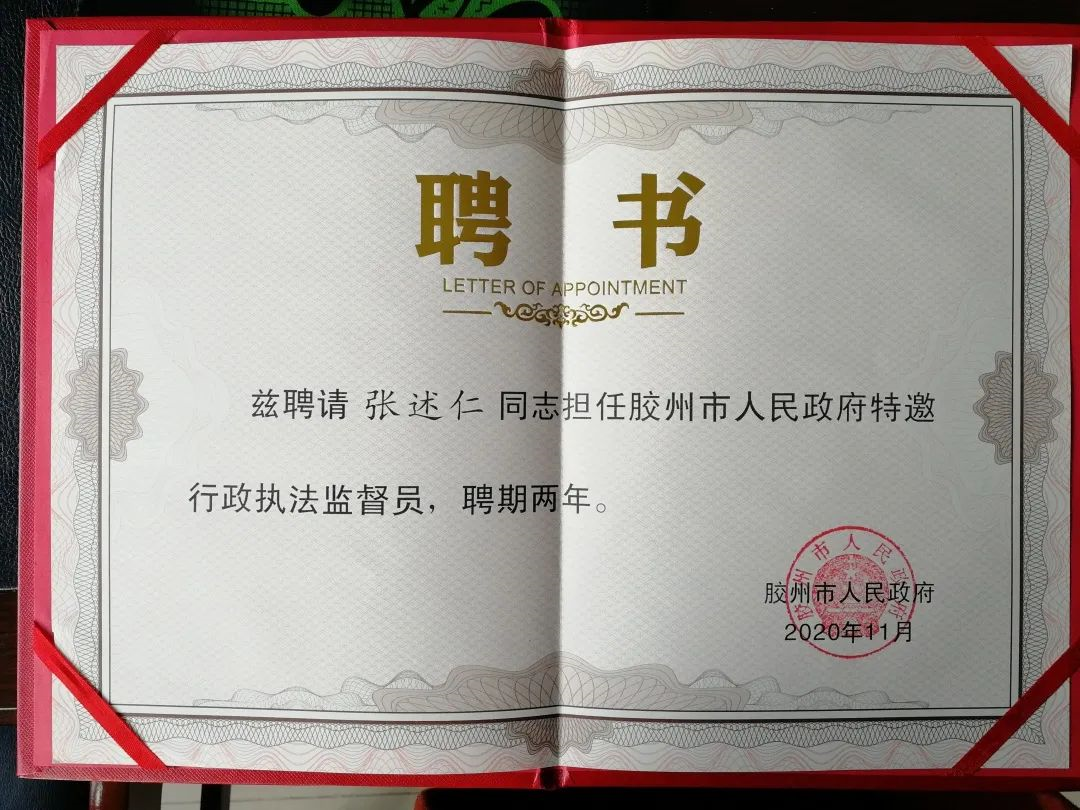 聘 书
LETTER OF APPOINTMENT
兹聘请 张述仁 同志担任胶州市人民政府特邀
行政执法监督员，聘期两年。
胶州市人民政府
胶州市人民政府
2020年11月